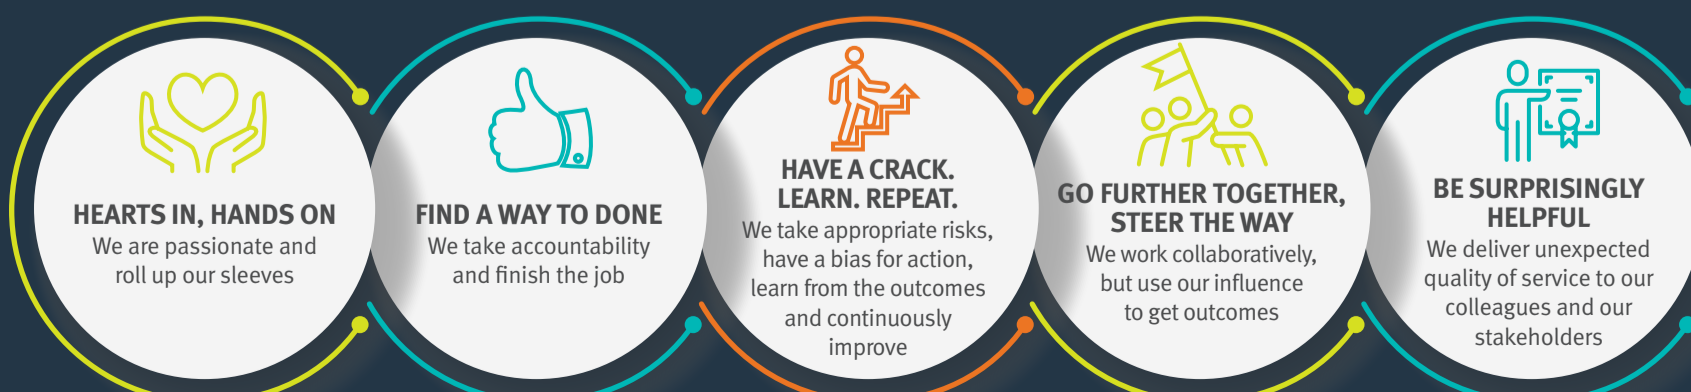 HEARTS IN, HANDS ON
We are passionate and
roll up our sleeves
FIND A WAY TO DONE
We take accountability
and finish the job
HAVE A CRACK.
LEARN. REPEAT.
We take appropriate risks,
have a bias for action,
learn from the outcomes
and continuously
improve
GO FURTHER TOGETHER,
STEER THE WAY
We work collaboratively,
but use our influence
to get outcomes
BE SURPRISINGLY
HELPFUL
We deliver unexpected
quality of service to our
colleagues and our
stakeholders